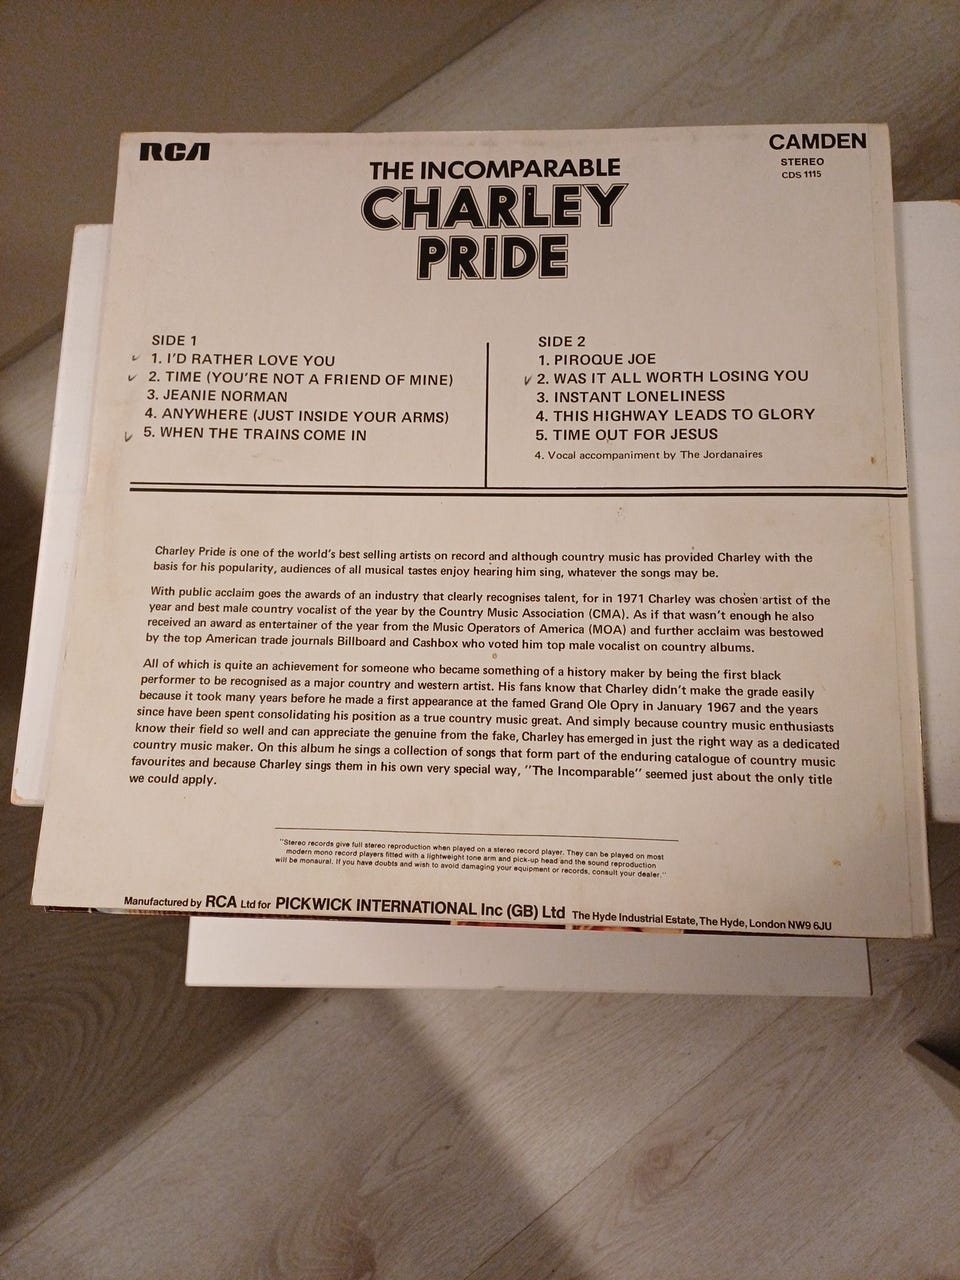 RCA
CAMDEN
STEREO
CDS 1115
THE INCOMPARABLE
CHARLEY
PRIDE
SIDE 1
1. I'D RATHER LOVE YOU
2. TIME (YOU'RE NOT A FRIEND OF MINE)
3. JEANIE NORMAN
4. ANYWHERE (JUST INSIDE YOUR ARMS)
5. WHEN THE TRAINS COME IN
SIDE 2
1. PIROQUE JOE
2. WAS IT ALL WORTH LOSING YOU
3. INSTANT LONELINESS
4. THIS HIGHWAY LEADS TO GLORY
5. TIME OUT FOR JESUS
4. Vocal accompaniment by The Jordanaires
Charley Pride is one of the world's best selling artists on record and although country music has provided Charley with the
basis for his popularity, audiences of all musical tastes enjoy hearing him sing, whatever the songs may be.
With public acclaim goes the awards of an industry that clearly recognises talent, for in 1971 Charley was chosen artist of the
year and best male country vocalist of the year by the Country Music Association (CMA). As if that wasn't enough he also
received an award as entertainer of the year from the Music Operators of America (MOA) and further acclaim was bestowed
by the top American trade journals Billboard and Cashbox who voted him top male vocalist on country albums.
All of which is quite an achievement for someone who became something of a history maker by being the first black
performer to be recognised as a major country and western artist. His fans know that Charley didn't make the grade easily
because it took many years before he made a first appearance at the famed Grand Ole Opry in January 1967 and the years
since have been spent consolidating his position as a true country music great. And simply because country music enthusiasts
know their field so well and can appreciate the genuine from the fake, Charley has emerged in just the right way as a dedicated
country music maker. On this album he sings a collection of songs that form part of the enduring catalogue of country music
favourites and because Charley sings them in his own very special way, "The Incomparable" seemed just about the only title
we could apply.
"Stereo records give full stereo reproduction when played on a stereo record player. They can be played on most
modern mono record players fitted with a lightweight tone arm and pick-up head and the sound reproduction
will be monaural. If you have doubts and wish to avoid damaging your equipment or records, consult your dealer."
Manufactured by RCA Ltd for PICKWICK INTERNATIONAL Inc (GB) Ltd The Hyde Industrial Estate, The Hyde, London NW9 6JU